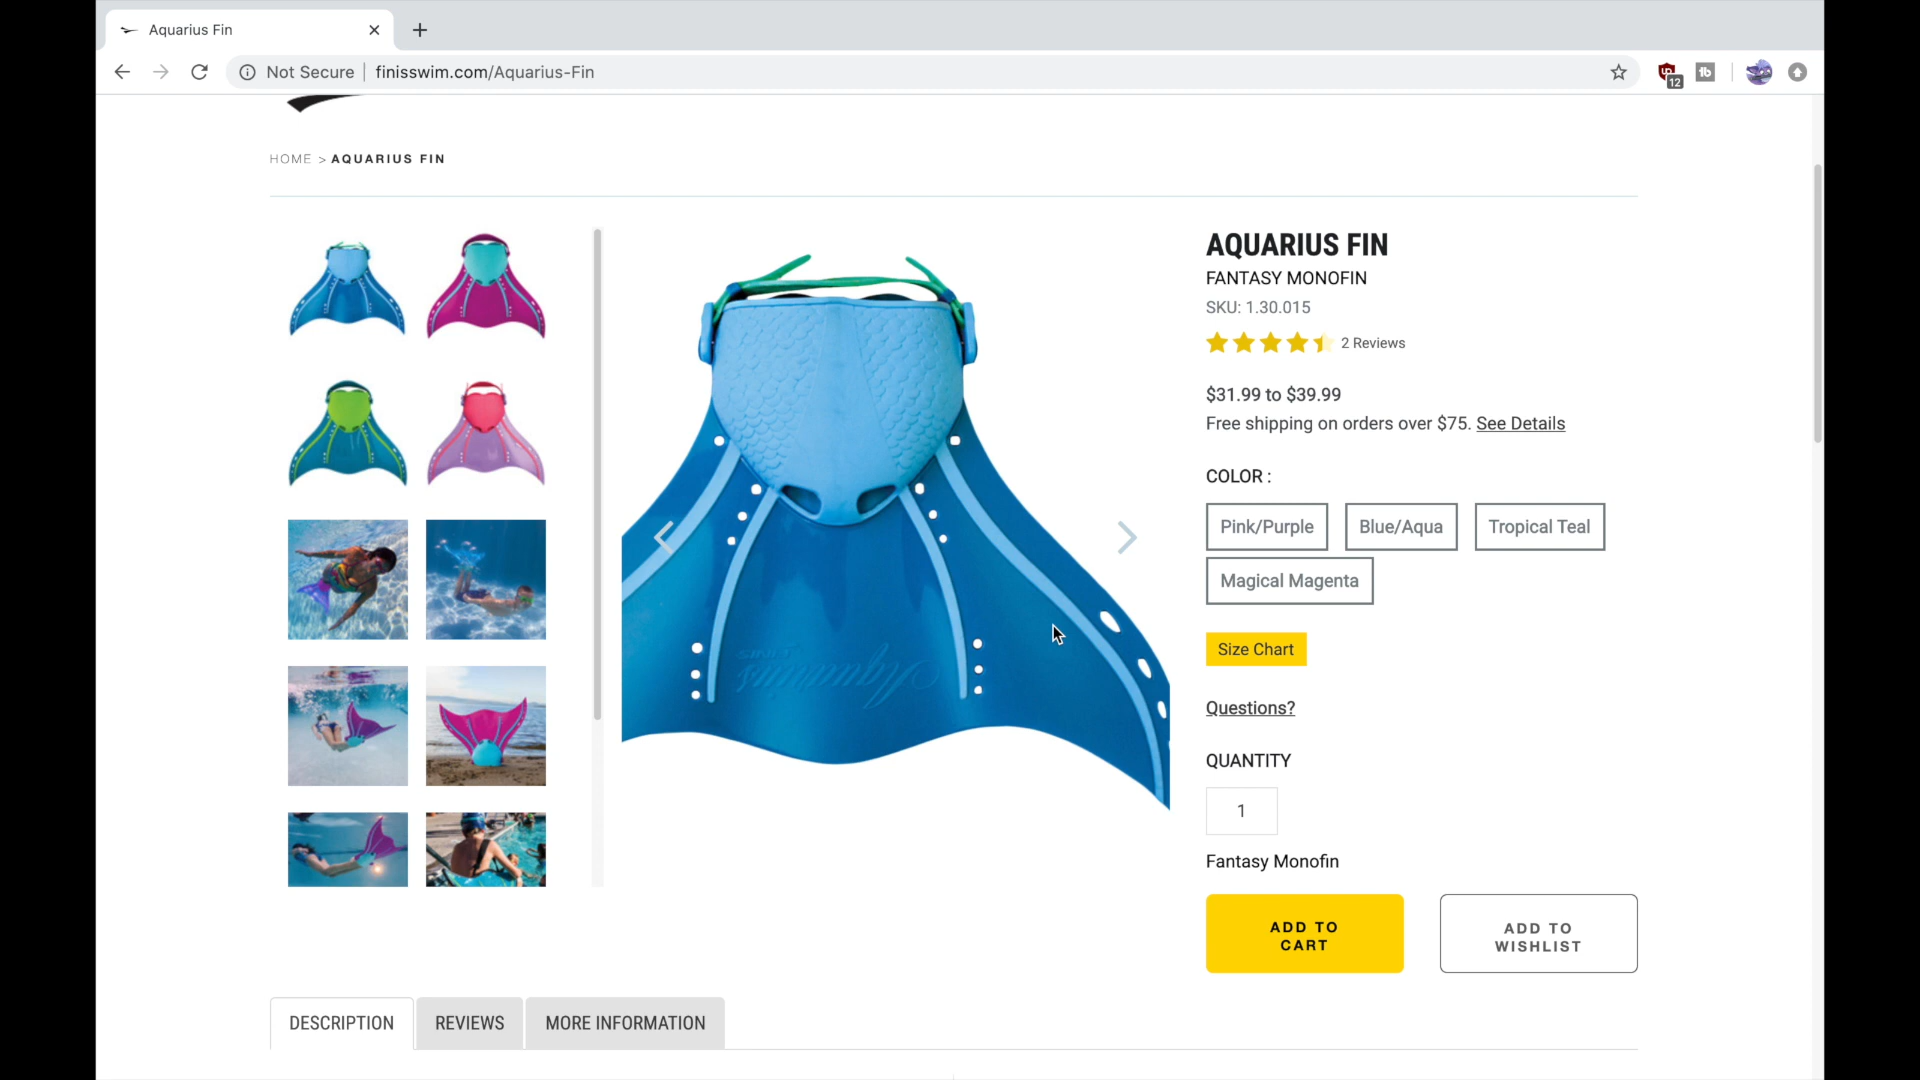 Aquarius Fin
Not Secure | finisswim.com/Aquarius-Fin
12
HOME > AQUARIUS FIN
AQUARIUS FIN
FANTASY MONOFIN
SKU: 1.30.015
2 Reviews
$31.99 to $39.99
Free shipping on orders over $75. See Details
COLOR :
Pink/Purple
Blue/Aqua
Tropical Teal
Magical Magenta
Size Chart
Questions?
QUANTITY
1
Fantasy Monofin
ADD TO
CART
ADD TO
WISHLIST
FINIS
Aquarius
DESCRIPTION
REVIEWS
MORE INFORMATION